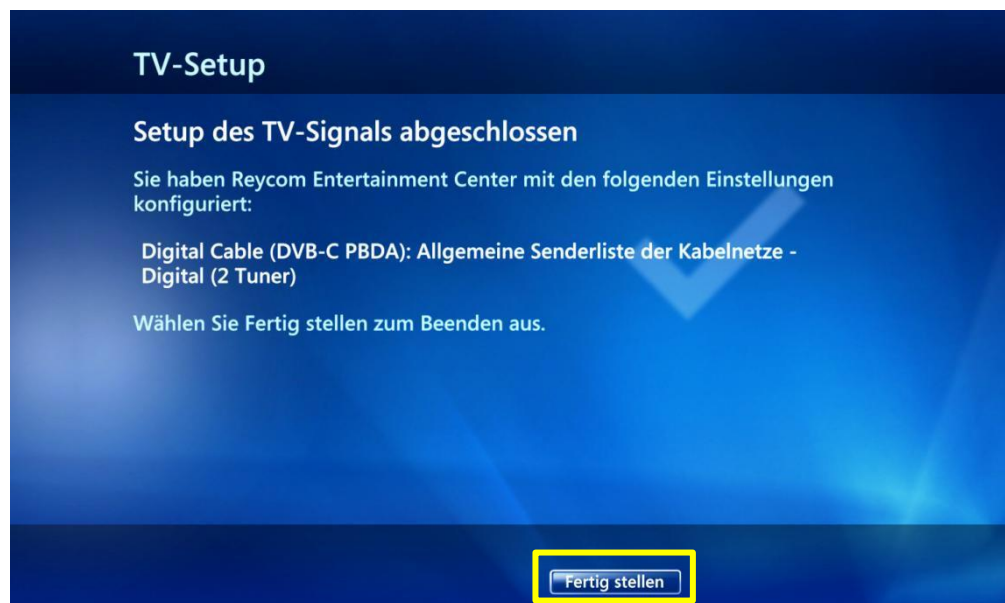 TV-Setup
Setup des TV-Signals abgeschlossen
Sie haben Reycom Entertainment Center mit den folgenden Einstellungen
konfiguriert:
Digital Cable (DVB-C PBDA): Allgemeine Senderliste der Kabelnetze -
Digital (2 Tuner)
Wählen Sie Fertig stellen zum Beenden aus.
Fertig stellen